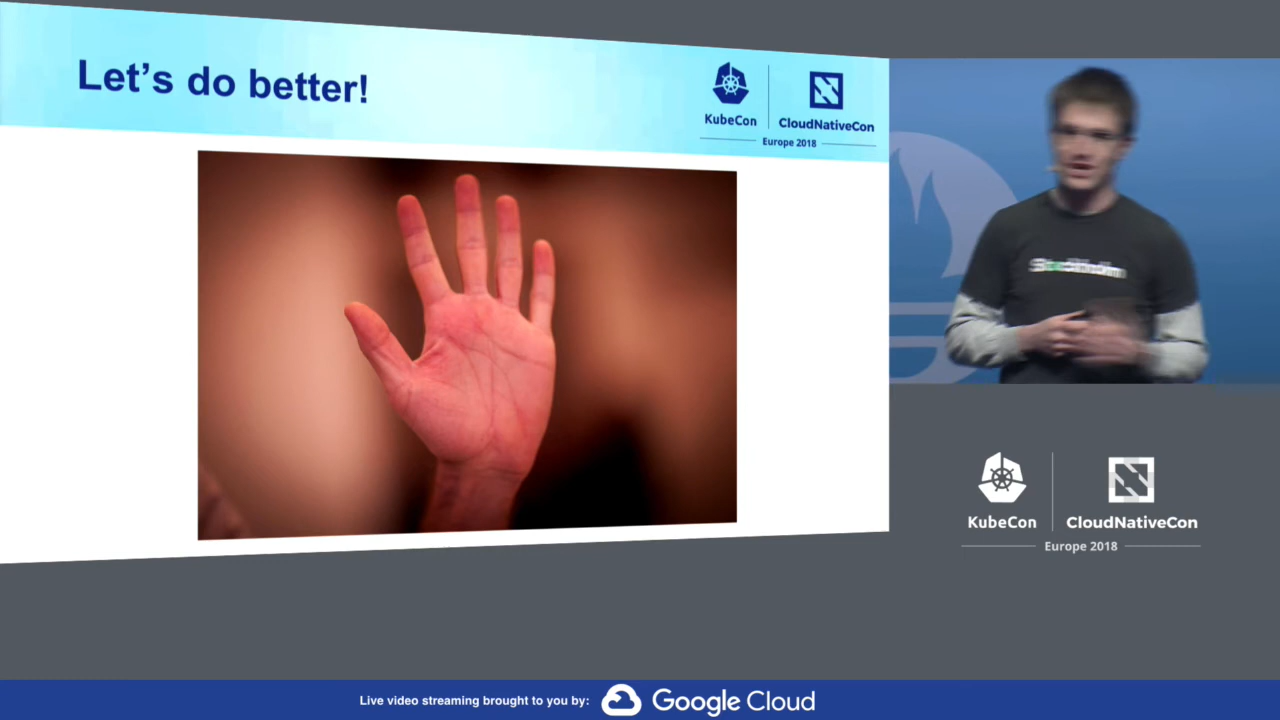 Let's do better!
KubeCon
CloudNativeCon
Europe 2018
KubeCon
CloudNativeCon
Europe 2018
Live video streaming brought to you by:
Google Cloud